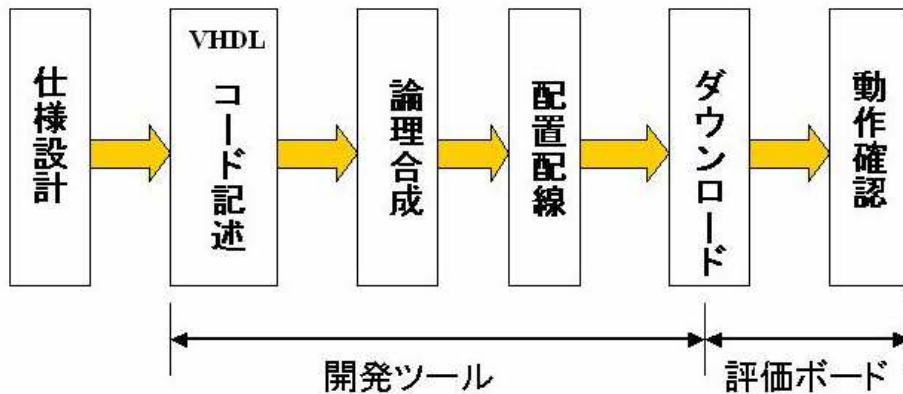 仕様設計
VHDL
コード記述
論理合成
配置配線
ダウンロード
動作確認
開発ツール
評価ボード